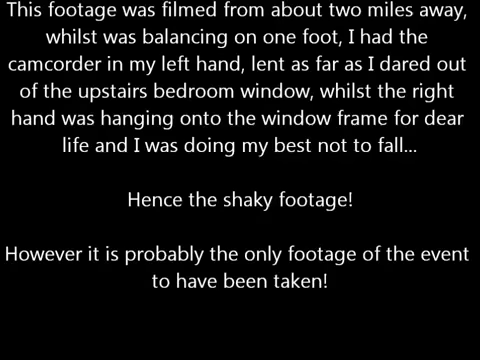 This footage was filmed from about two miles away,
whilst was balancing on one foot, I had the
camcorder in my left hand, lent as far as I dared out
of the upstairs bedroom window, whilst the right
hand was hanging onto the window frame for dear
life and I was doing my best not to fall...
Hence the shaky footage!
However it is probably the only footage of the event
to have been taken!